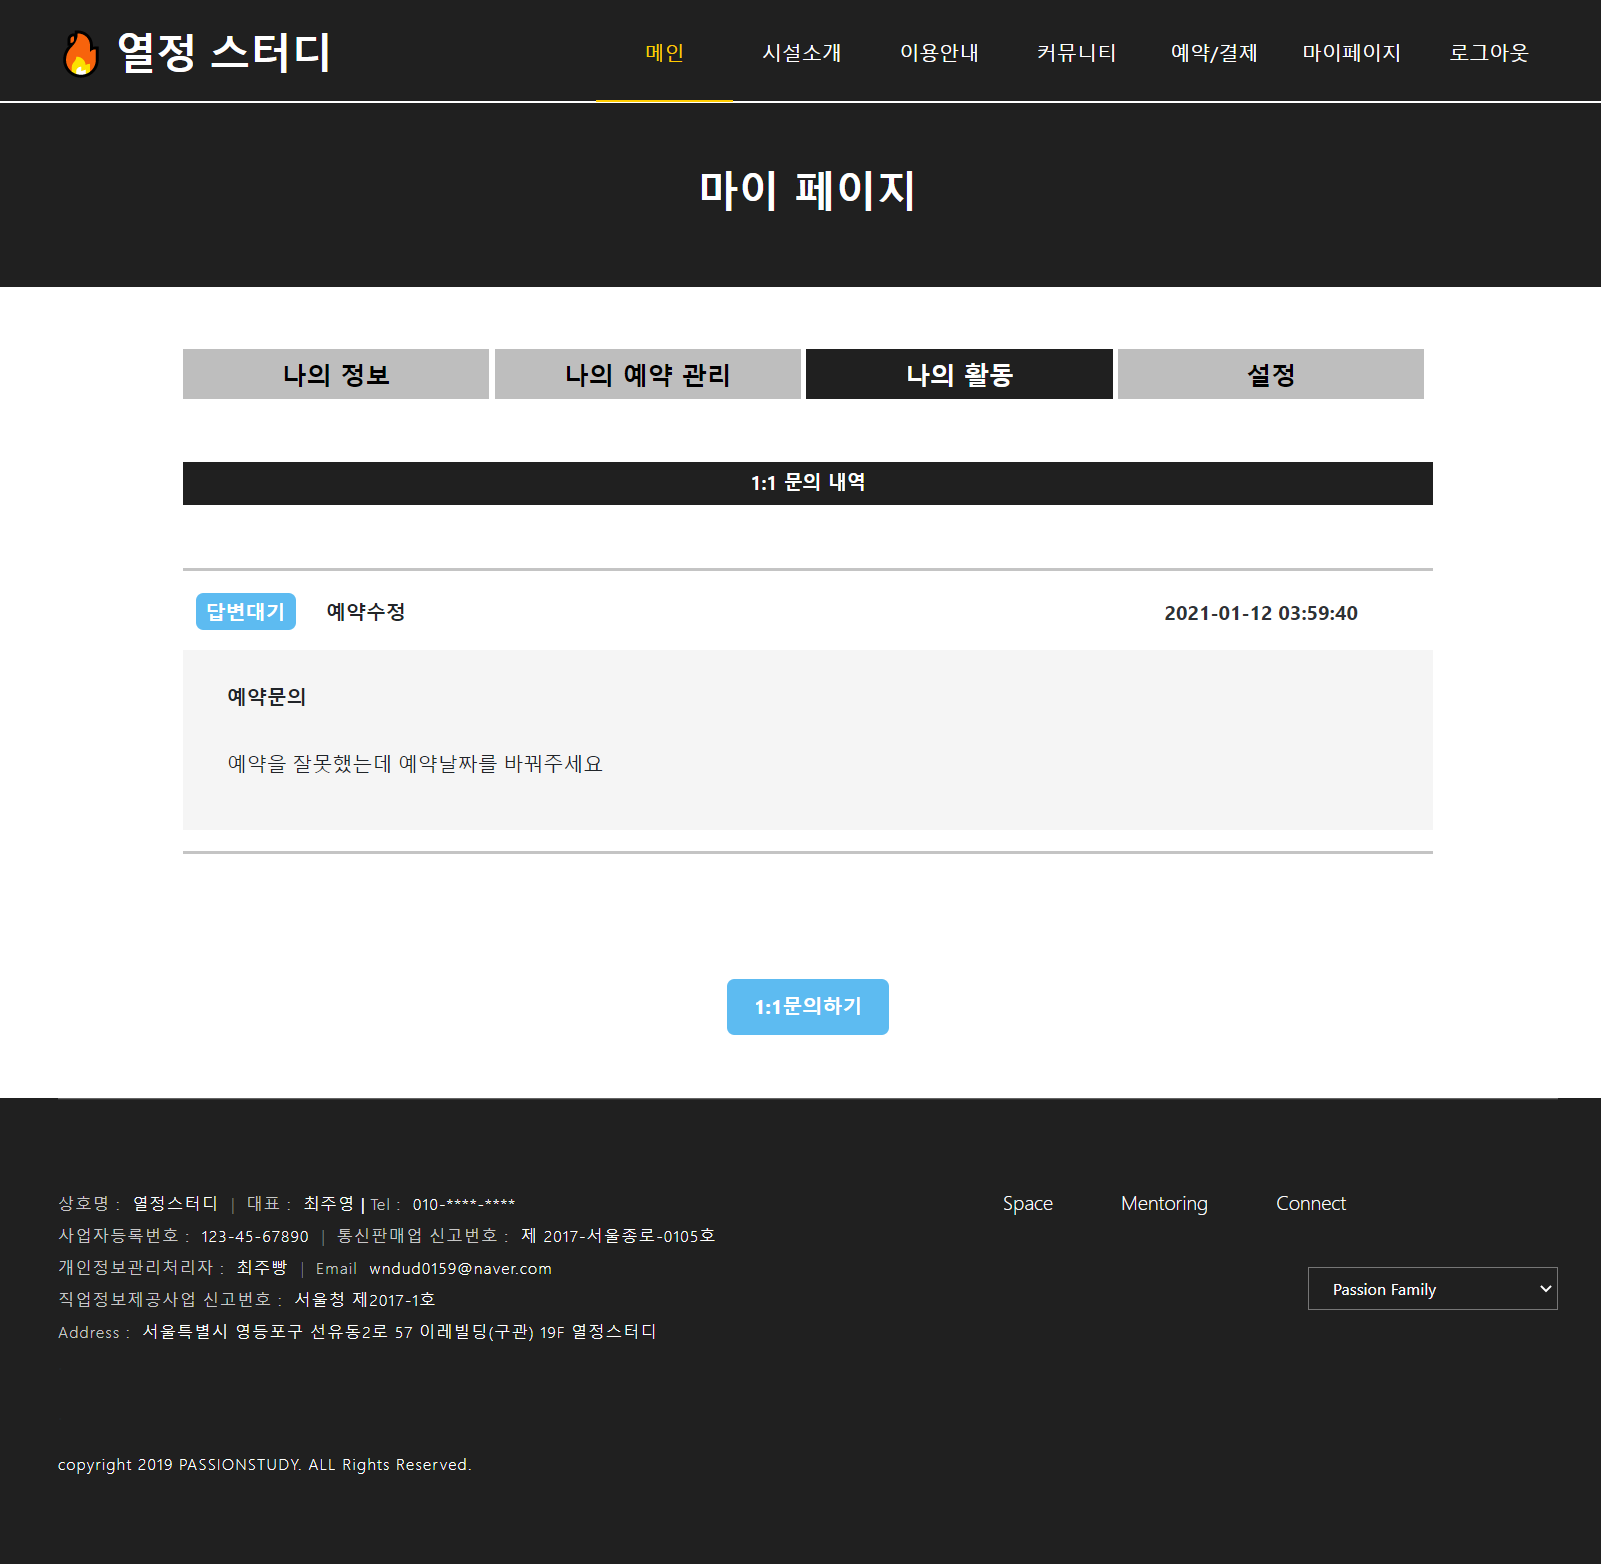 열정 스터디
메인 시설소개 이용안내 커뮤니티 예약/결제 마이페이지 로그아웃
마이 페이지
나의 정보 나의 예약 관리 나의 활동 설정
1:1 문의 내역
답변대기 예약수정 2021-01-12 03:59:40
예약문의
예약을 잘못했는데 예약날짜를 바꿔주세요
1:1문의하기
상호명 : 열정스터디 | 대표 : 최주영 | Tel : 010-****-****
사업자등록번호 : 123-45-67890 | 통신판매업 신고번호 : 제 2017-서울종로-0105호
개인정보관리처리자 : 최주빵 | Email wndud0159@naver.com
직업정보제공사업 신고번호 : 서울청 제2017-1호
Address : 서울특별시 영등포구 선유동2로 57 이레빌딩(구관) 19F 열정스터디
Space Mentoring Connect
Passion Family
copyright 2019 PASSIONSTUDY. ALL Rights Reserved.